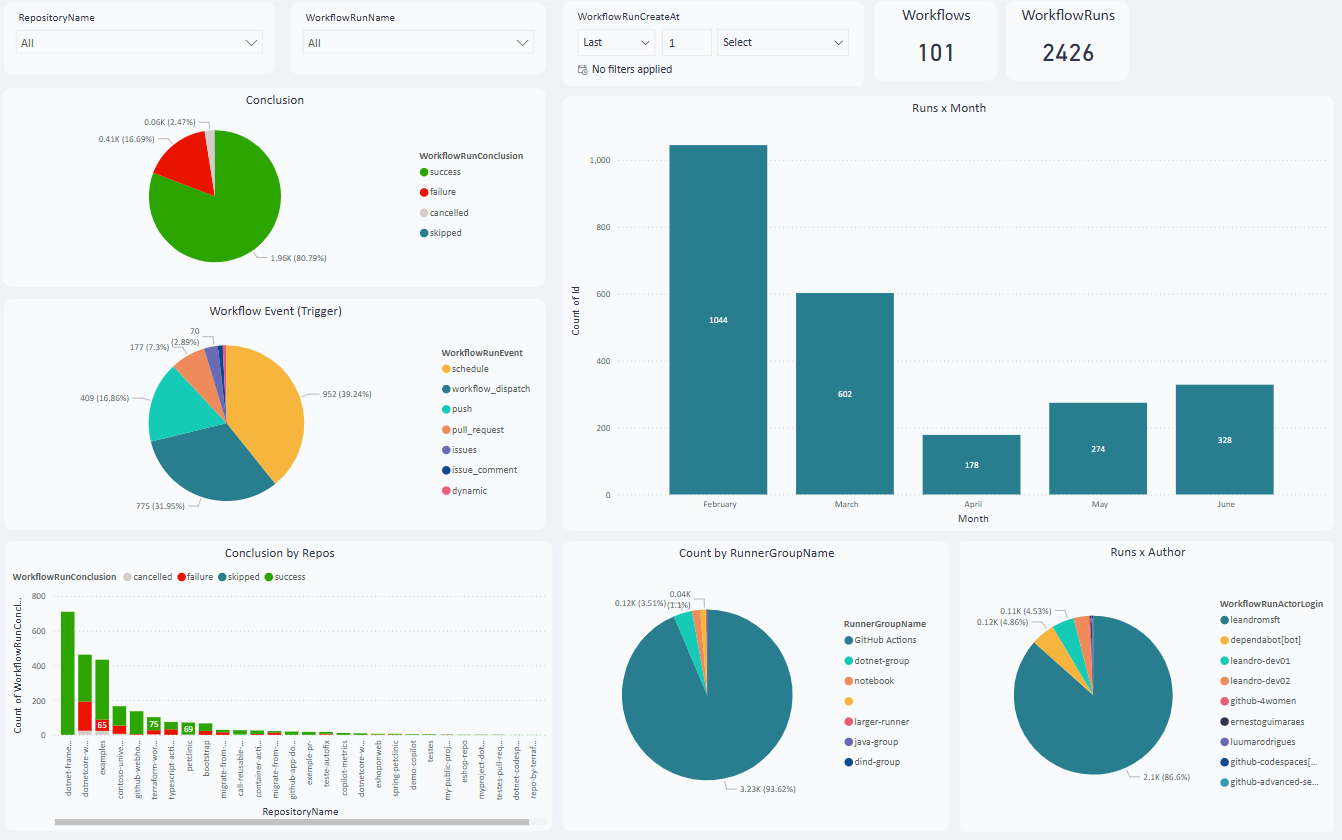 RepositoryName
All
WorkflowRunName
All
WorkflowRunCreateAt
Last
1
Select
No filters applied
Workflows
101
WorkflowRuns
2426
Conclusion
0.06K (2.47%)
0.41K (16.69%)
1.96K (80.79%)
WorkflowRunConclusion
success
failure
cancelled
skipped
Workflow Event (Trigger)
70
(2.89%)
177 (7.3%)
409 (16.86%)
952 (39.24%)
775 (31.95%)
WorkflowRunEvent
schedule
workflow_dispatch
push
pull_request
issues
issue_comment
dynamic
Runs x Month
Count of Id
1,000
800
600
400
200
0
1044
602
178
274
328
February
March
April
May
June
Month
Conclusion by Repos
WorkflowRunConclusion cancelled failure skipped success
Count of WorkflowRunConcl...
800
600
400
200
0
65
75
69
dotnet-frame...
dotnetcore-w...
examples
contoso-unive...
github-webho...
terraform-wor...
typescript-acti...
petclinic
bootstrap
migrate-from-...
call-reusable-...
container-acti...
migrate-from-...
github-app-do...
exemple-pr
teste-autofix
copilot-metrics
dotnetcore-w...
eshoponweb
spring-petclinic
demo-copilot
testes
my-public-proj...
eshop-repo
myproject-dot...
testes-pull-req...
dotnet-codesp...
repo-by-terraf...
RepositoryName
Count by RunnerGroupName
0.04K
(1.1%)
0.12K (3.51%)
3.23K (93.62%)
RunnerGroupName
GitHub Actions
dotnet-group
notebook
larger-runner
java-group
dind-group
Runs x Author
0.11K (4.53%)
0.12K (4.86%)
2.1K (86.6%)
WorkflowRunActorLogin
leandromsft
dependabot[bot]
leandro-dev01
leandro-dev02
github-4women
ernestoguimaraes
luumarodrigues
github-codespaces[...
github-advanced-se...